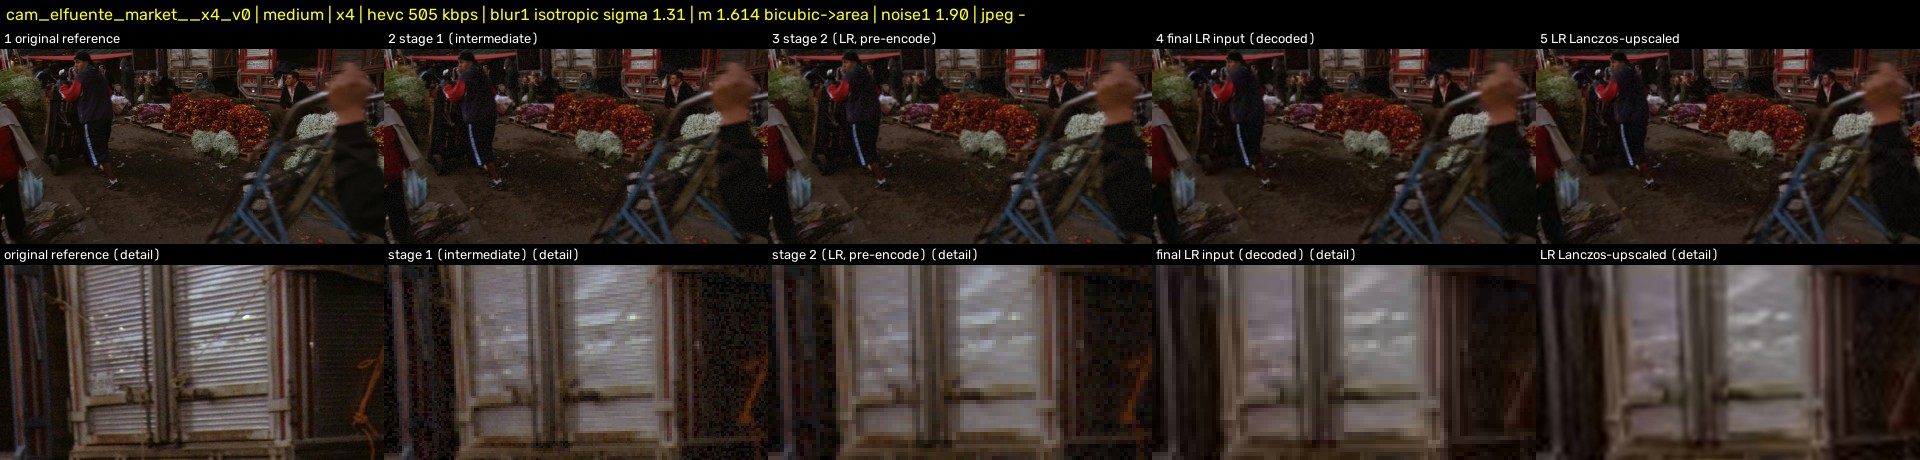 cam_elfuente_market__x4_v0 | medium | x4 | hevc 505 kbps | blur1 isotropic sigma 1.31 | m 1.614 bicubic->area | noise1 1.90 | jpeg -
1 original reference
2 stage 1 (intermediate)
3 stage 2 (LR, pre-encode)
4 final LR input (decoded)
5 LR Lanczos-upscaled
original reference (detail)
stage 1 (intermediate) (detail)
stage 2 (LR, pre-encode) (detail)
final LR input (decoded) (detail)
LR Lanczos-upscaled (detail)